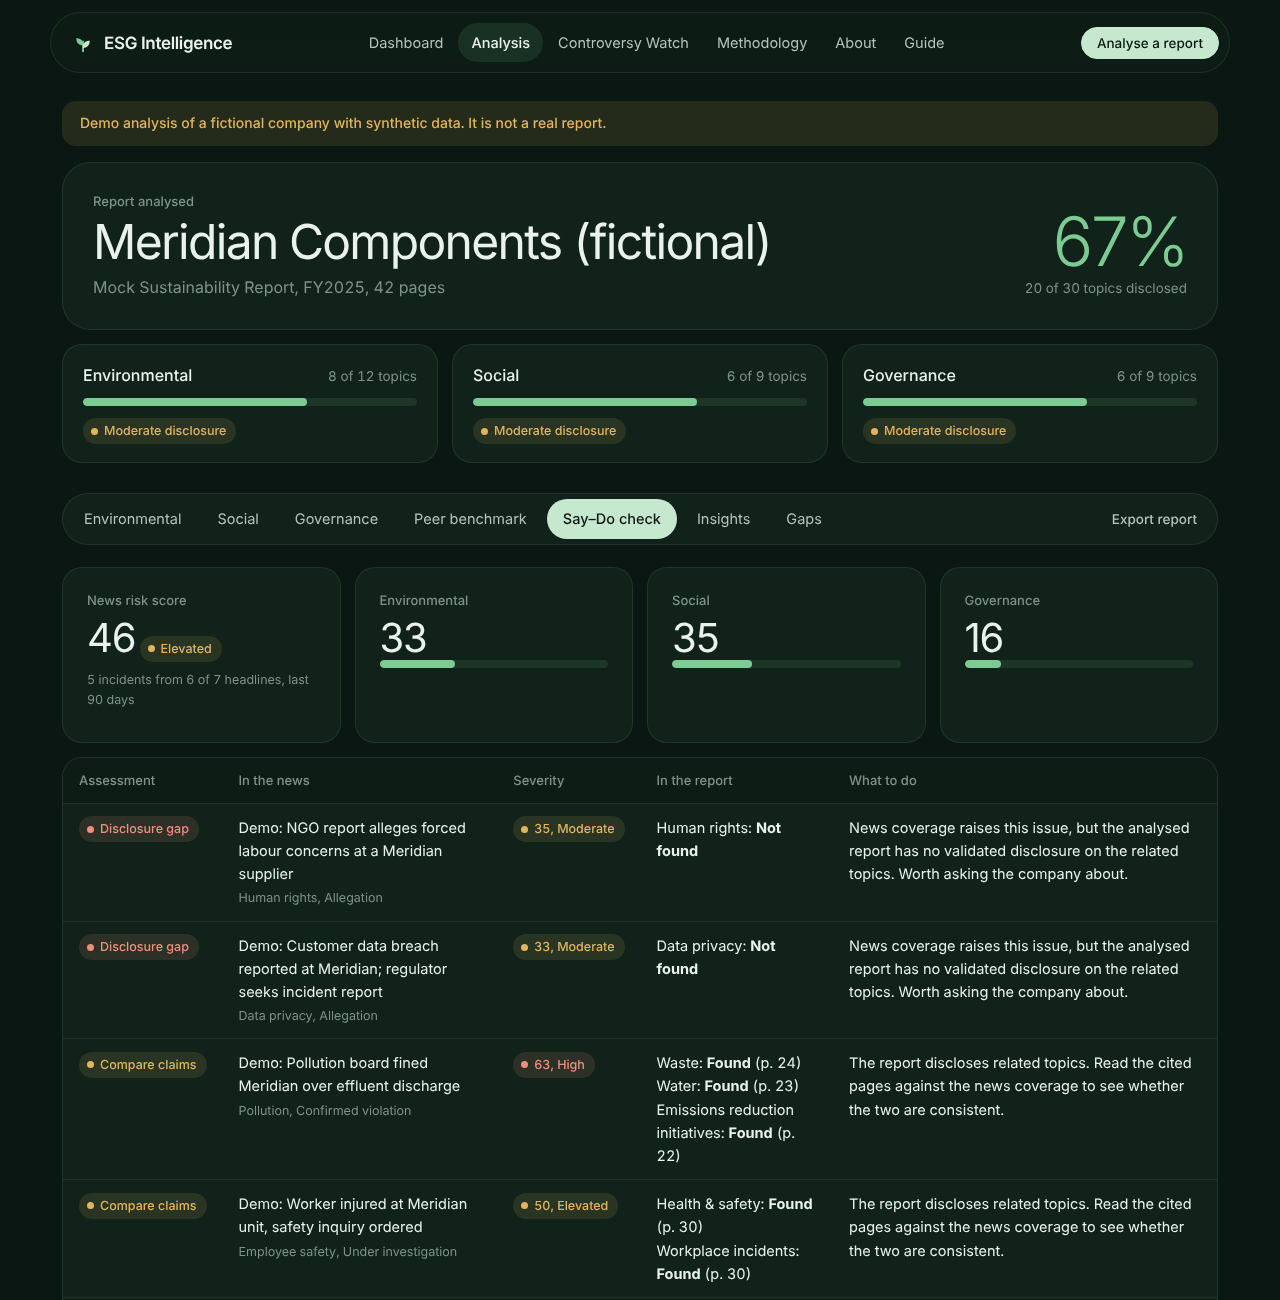 ESG Intelligence
Dashboard
Analysis
Controversy Watch
Methodology
About
Guide
Analyse a report
Demo analysis of a fictional company with synthetic data. It is not a real report.
Report analysed
Meridian Components (fictional)
Mock Sustainability Report, FY2025, 42 pages
67%
20 of 30 topics disclosed
Environmental
8 of 12 topics
Moderate disclosure
Social
6 of 9 topics
Moderate disclosure
Governance
6 of 9 topics
Moderate disclosure
Environmental
Social
Governance
Peer benchmark
Say–Do check
Insights
Gaps
Export report
News risk score
46
Elevated
5 incidents from 6 of 7 headlines, last
90 days
Environmental
33
Social
35
Governance
16
Assessment
In the news
Severity
In the report
What to do
Disclosure gap
Demo: NGO report alleges forced
labour concerns at a Meridian
supplier
Human rights, Allegation
35, Moderate
Human rights: Not
found
News coverage raises this issue, but the analysed
report has no validated disclosure on the related
topics. Worth asking the company about.
Disclosure gap
Demo: Customer data breach
reported at Meridian; regulator
seeks incident report
Data privacy, Allegation
33, Moderate
Data privacy: Not
found
News coverage raises this issue, but the analysed
report has no validated disclosure on the related
topics. Worth asking the company about.
Compare claims
Demo: Pollution board fined
Meridian over effluent discharge
Pollution, Confirmed violation
63, High
Waste: Found (p. 24)
Water: Found (p. 23)
Emissions reduction
initiatives: Found (p.
22)
The report discloses related topics. Read the cited
pages against the news coverage to see whether
the two are consistent.
Compare claims
Demo: Worker injured at Meridian
unit, safety inquiry ordered
Employee safety, Under investigation
50, Elevated
Health & safety: Found
(p. 30)
Workplace incidents:
Found (p. 30)
The report discloses related topics. Read the cited
pages against the news coverage to see whether
the two are consistent.